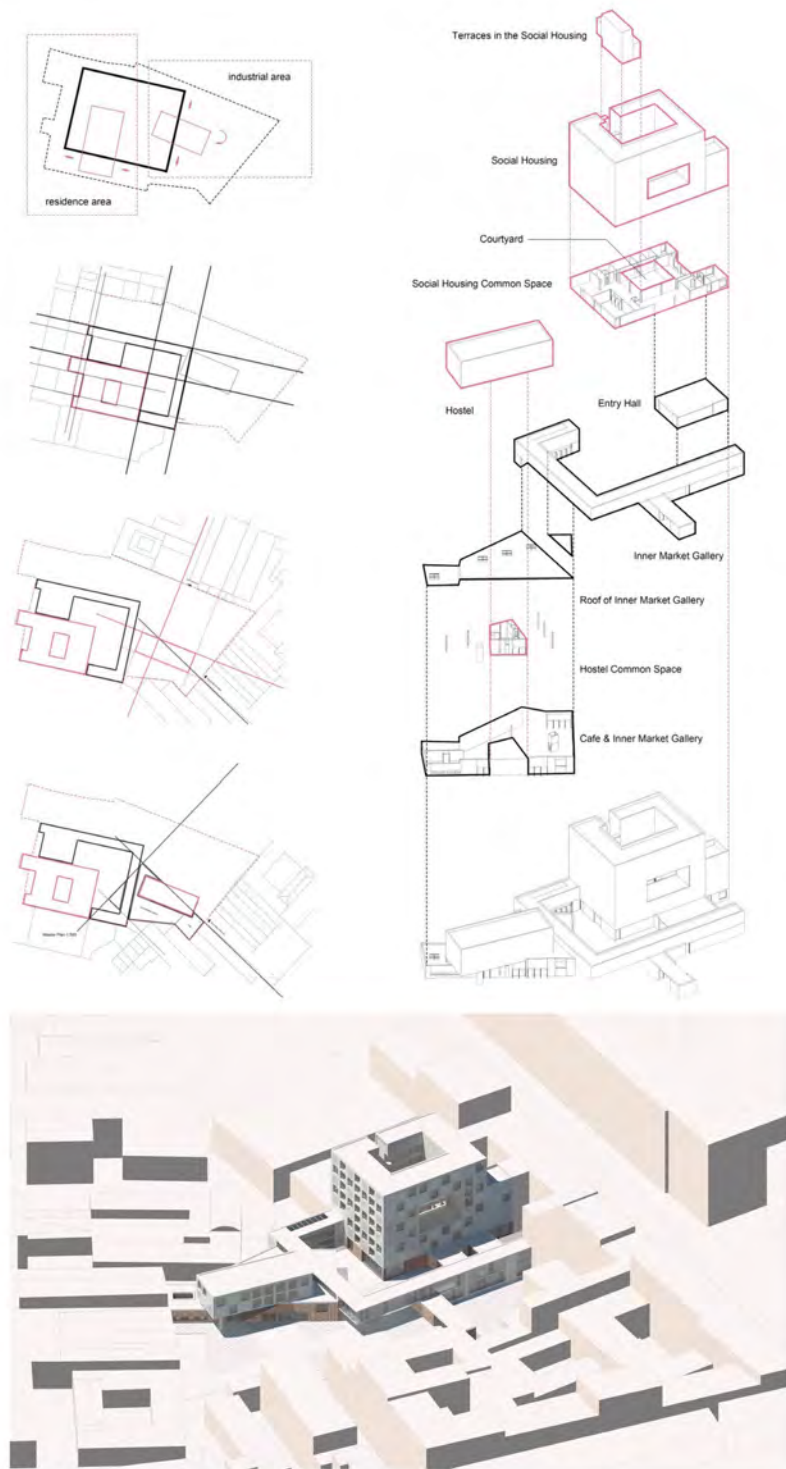 industrial area
residence area
Terraces in the Social Housing
Social Housing
Courtyard
Social Housing Common Space
Hostel
Entry Hall
Inner Market Gallery
Roof of Inner Market Gallery
Hostel Common Space
Cafe & Inner Market Gallery